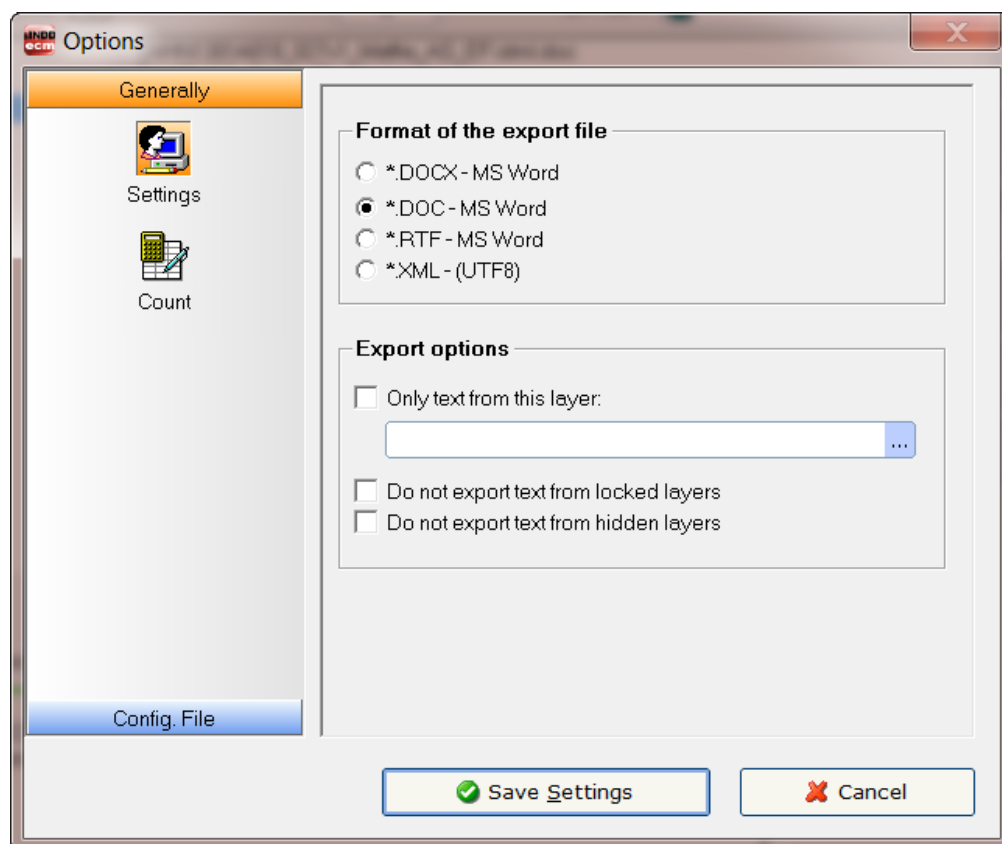 Options
Generally
Settings
Count
Config. File
Format of the export file
*.DOCX - MS Word
*.DOC - MS Word
*.RTF - MS Word
*.XML - (UTF8)
Export options
Only text from this layer:
...
Do not export text from locked layers
Do not export text from hidden layers
Save Settings
Cancel